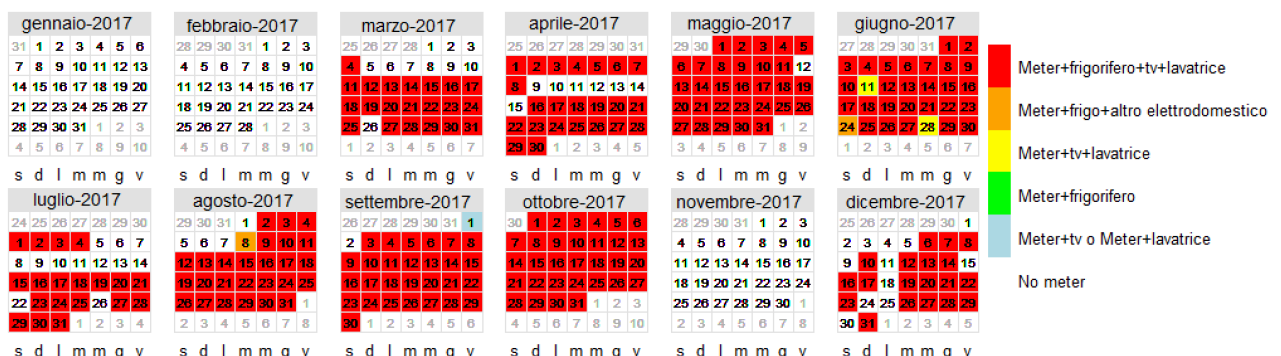 gennaio-2017
31 1 2 3 4 5 6
7 8 9 10 11 12 13
14 15 16 17 18 19 20
21 22 23 24 25 26 27
28 29 30 31 1 2 3
4 5 6 7 8 9 10
s d l m m g v
febbraio-2017
28 29 30 31 1 2 3
4 5 6 7 8 9 10
11 12 13 14 15 16 17
18 19 20 21 22 23 24
25 26 27 28 1 2 3
4 5 6 7 8 9 10
s d l m m g v
marzo-2017
25 26 27 28 1 2 3
4 5 6 7 8 9 10
11 12 13 14 15 16 17
18 19 20 21 22 23 24
25 26 27 28 29 30 31
1 2 3 4 5 6 7
s d l m m g v
aprile-2017
25 26 27 28 29 30 31
1 2 3 4 5 6 7
8 9 10 11 12 13 14
15 16 17 18 19 20 21
22 23 24 25 26 27 28
29 30 1 2 3 4 5
s d l m m g v
maggio-2017
29 30 1 2 3 4 5
6 7 8 9 10 11 12
13 14 15 16 17 18 19
20 21 22 23 24 25 26
27 28 29 30 31 1 2
3 4 5 6 7 8 9
s d l m m g v
giugno-2017
27 28 29 30 31 1 2
3 4 5 6 7 8 9
10 11 12 13 14 15 16
17 18 19 20 21 22 23
24 25 26 27 28 29 30
1 2 3 4 5 6 7
s d l m m g v
luglio-2017
24 25 26 27 28 29 30
1 2 3 4 5 6 7
8 9 10 11 12 13 14
15 16 17 18 19 20 21
22 23 24 25 26 27 28
29 30 31 1 2 3 4
s d l m m g v
agosto-2017
29 30 31 1 2 3 4
5 6 7 8 9 10 11
12 13 14 15 16 17 18
19 20 21 22 23 24 25
26 27 28 29 30 31 1
2 3 4 5 6 7 8
s d l m m g v
settembre-2017
26 27 28 29 30 31 1
2 3 4 5 6 7 8
9 10 11 12 13 14 15
16 17 18 19 20 21 22
23 24 25 26 27 28 29
30 1 2 3 4 5 6
s d l m m g v
ottobre-2017
30 1 2 3 4 5 6
7 8 9 10 11 12 13
14 15 16 17 18 19 20
21 22 23 24 25 26 27
28 29 30 31 1 2 3
4 5 6 7 8 9 10
s d l m m g v
novembre-2017
28 29 30 31 1 2 3
4 5 6 7 8 9 10
11 12 13 14 15 16 17
18 19 20 21 22 23 24
25 26 27 28 29 30 1
2 3 4 5 6 7 8
s d l m m g v
dicembre-2017
25 26 27 28 29 30 1
2 3 4 5 6 7 8
9 10 11 12 13 14 15
16 17 18 19 20 21 22
23 24 25 26 27 28 29
30 31 1 2 3 4 5
s d l m m g v
Meter+frigorifero+tv+lavatrice
Meter+frigo+altro elettrodomestico
Meter+tv+lavatrice
Meter+frigorifero
Meter+tv o Meter+lavatrice
No meter